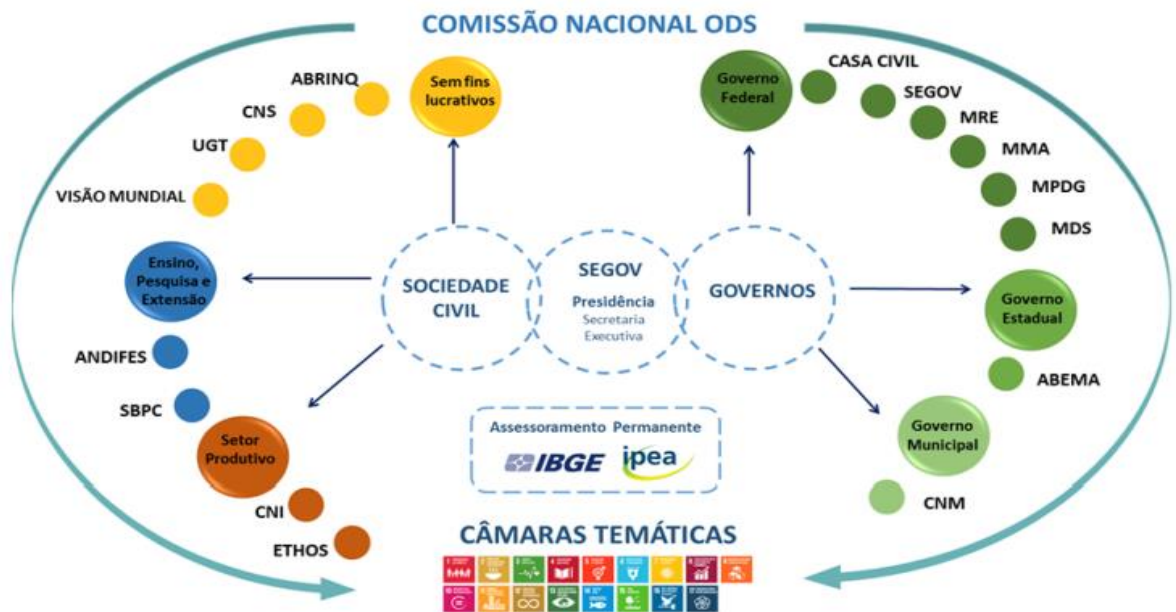 COMISSÃO NACIONAL ODS
ABRINQ
Sem fins
lucrativos
CNS
UGT
VISÃO MUNDIAL
Ensino,
Pesquisa e
Extensão
ANDIFES
SBPC
Setor
Produtivo
CNI
ETHOS
SOCIEDADE
CIVIL
SEGOV
Presidência
Secretaria
Executiva
GOVERNOS
Governo
Federal
CASA CIVIL
SEGOV
MRE
MMA
MPDG
MDS
Governo
Estadual
ABEMA
Governo
Municipal
CNM
Assessoramento Permanente
IBGE
ipea
CÂMARAS TEMÁTICAS